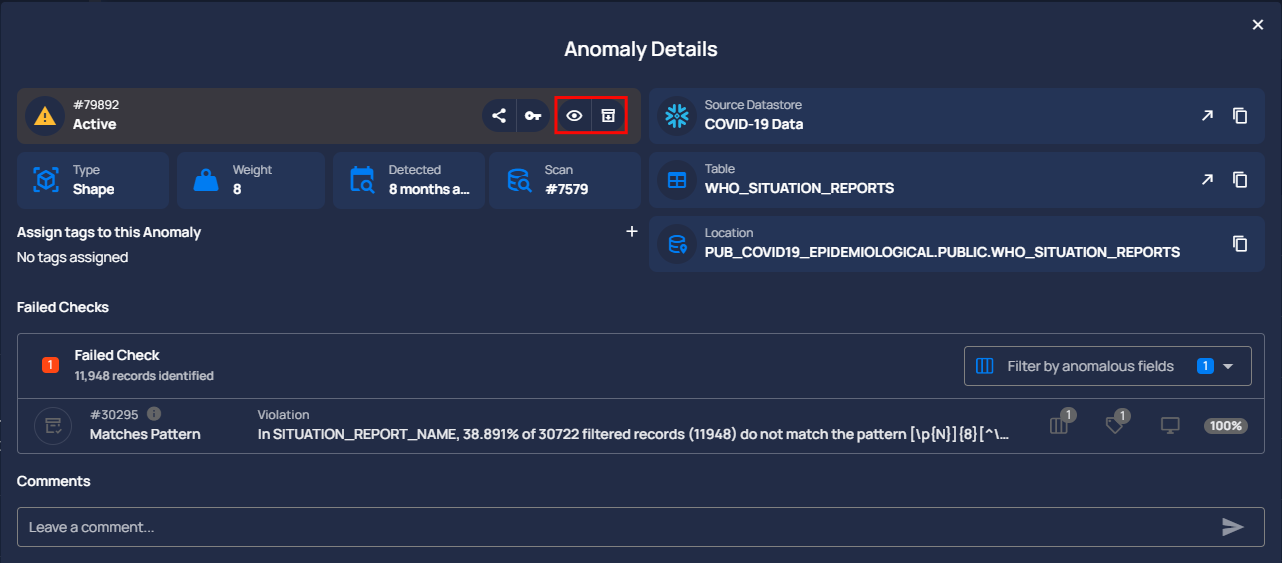 Anomaly Details
#79892
Active
Source Datastore
COVID-19 Data
Type
Shape
Weight
8
Detected
8 months a...
Scan
#7579
Table
WHO_SITUATION_REPORTS
Assign tags to this Anomaly
No tags assigned
Location
PUB_COVID19_EPIDEMIOLOGICAL.PUBLIC.WHO_SITUATION_REPORTS
Failed Checks
1
Failed Check
11,948 records identified
Filter by anomalous fields
1
#30295
Matches Pattern
Violation
In SITUATION_REPORT_NAME, 38.891% of 30722 filtered records (11948) do not match the pattern [\p{N}]{8}[^\...
1
1
100%
Comments
Leave a comment...